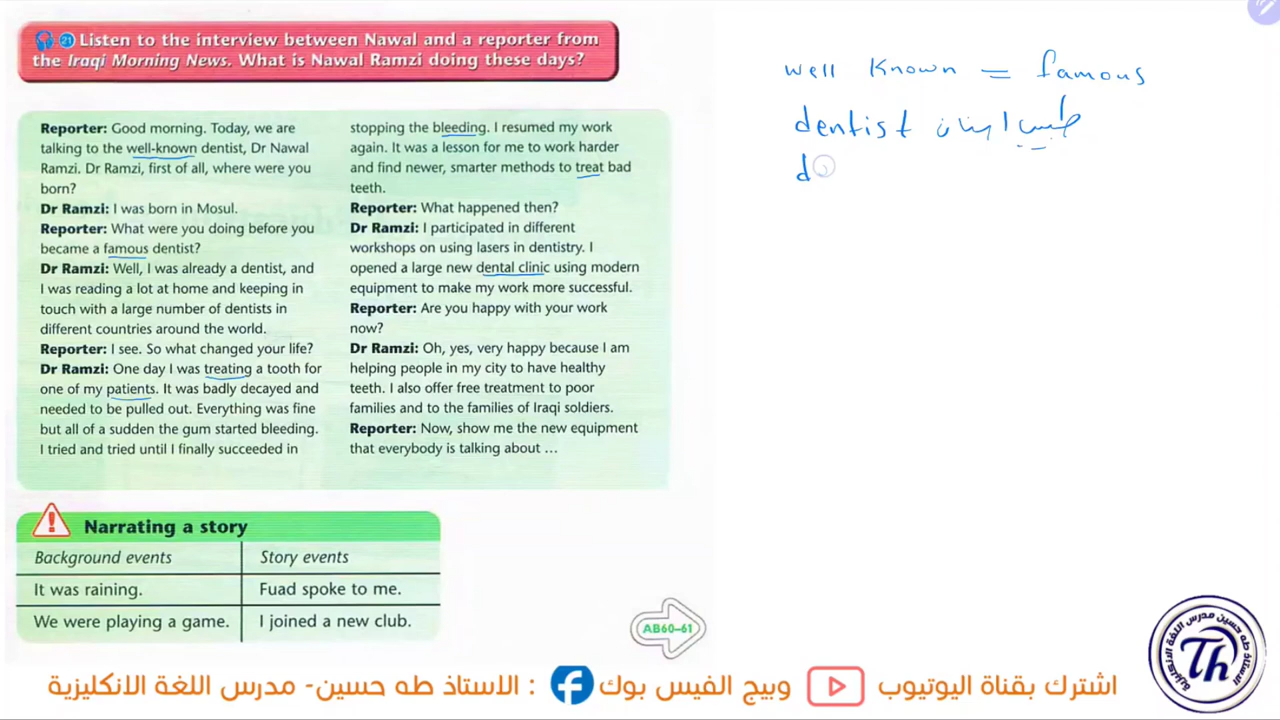 21 Listen to the interview between Nawal and a reporter from
the Iraqi Morning News. What is Nawal Ramzi doing these days?
Reporter: Good morning. Today, we are
talking to the well-known dentist, Dr Nawal
Ramzi. Dr Ramzi, first of all, where were you
born?
Dr Ramzi: I was born in Mosul.
Reporter: What were you doing before you
became a famous dentist?
Dr Ramzi: Well, I was already a dentist, and
I was reading a lot at home and keeping in
touch with a large number of dentists in
different countries around the world.
Reporter: I see. So what changed your life?
Dr Ramzi: One day I was treating a tooth for
one of my patients. It was badly decayed and
needed to be pulled out. Everything was fine
but all of a sudden the gum started bleeding.
I tried and tried until I finally succeeded in
stopping the bleeding. I resumed my work
again. It was a lesson for me to work harder
and find newer, smarter methods to treat bad
teeth.
Reporter: What happened then?
Dr Ramzi: I participated in different
workshops on using lasers in dentistry. I
opened a large new dental clinic using modern
equipment to make my work more successful.
Reporter: Are you happy with your work
now?
Dr Ramzi: Oh, yes, very happy because I am
helping people in my city to have healthy
teeth. I also offer free treatment to poor
families and to the families of Iraqi soldiers.
Reporter: Now, show me the new equipment
that everybody is talking about ...
well known = famous
dentist طبيب اسنان
d
Narrating a story
Background events Story events
It was raining. Fuad spoke to me.
We were playing a game. I joined a new club.
AB60–61
الاستاذ طه حسين مدرس اللغة الانكليزية
Th
اشترك بقناة اليوتيوب وبيج الفيس بوك : الاستاذ طه حسين- مدرس اللغة الانكليزية